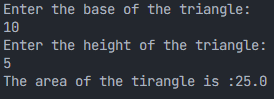 Enter the base of the triangle:
10
Enter the height of the triangle:
5
The area of the tirangle is :25.0